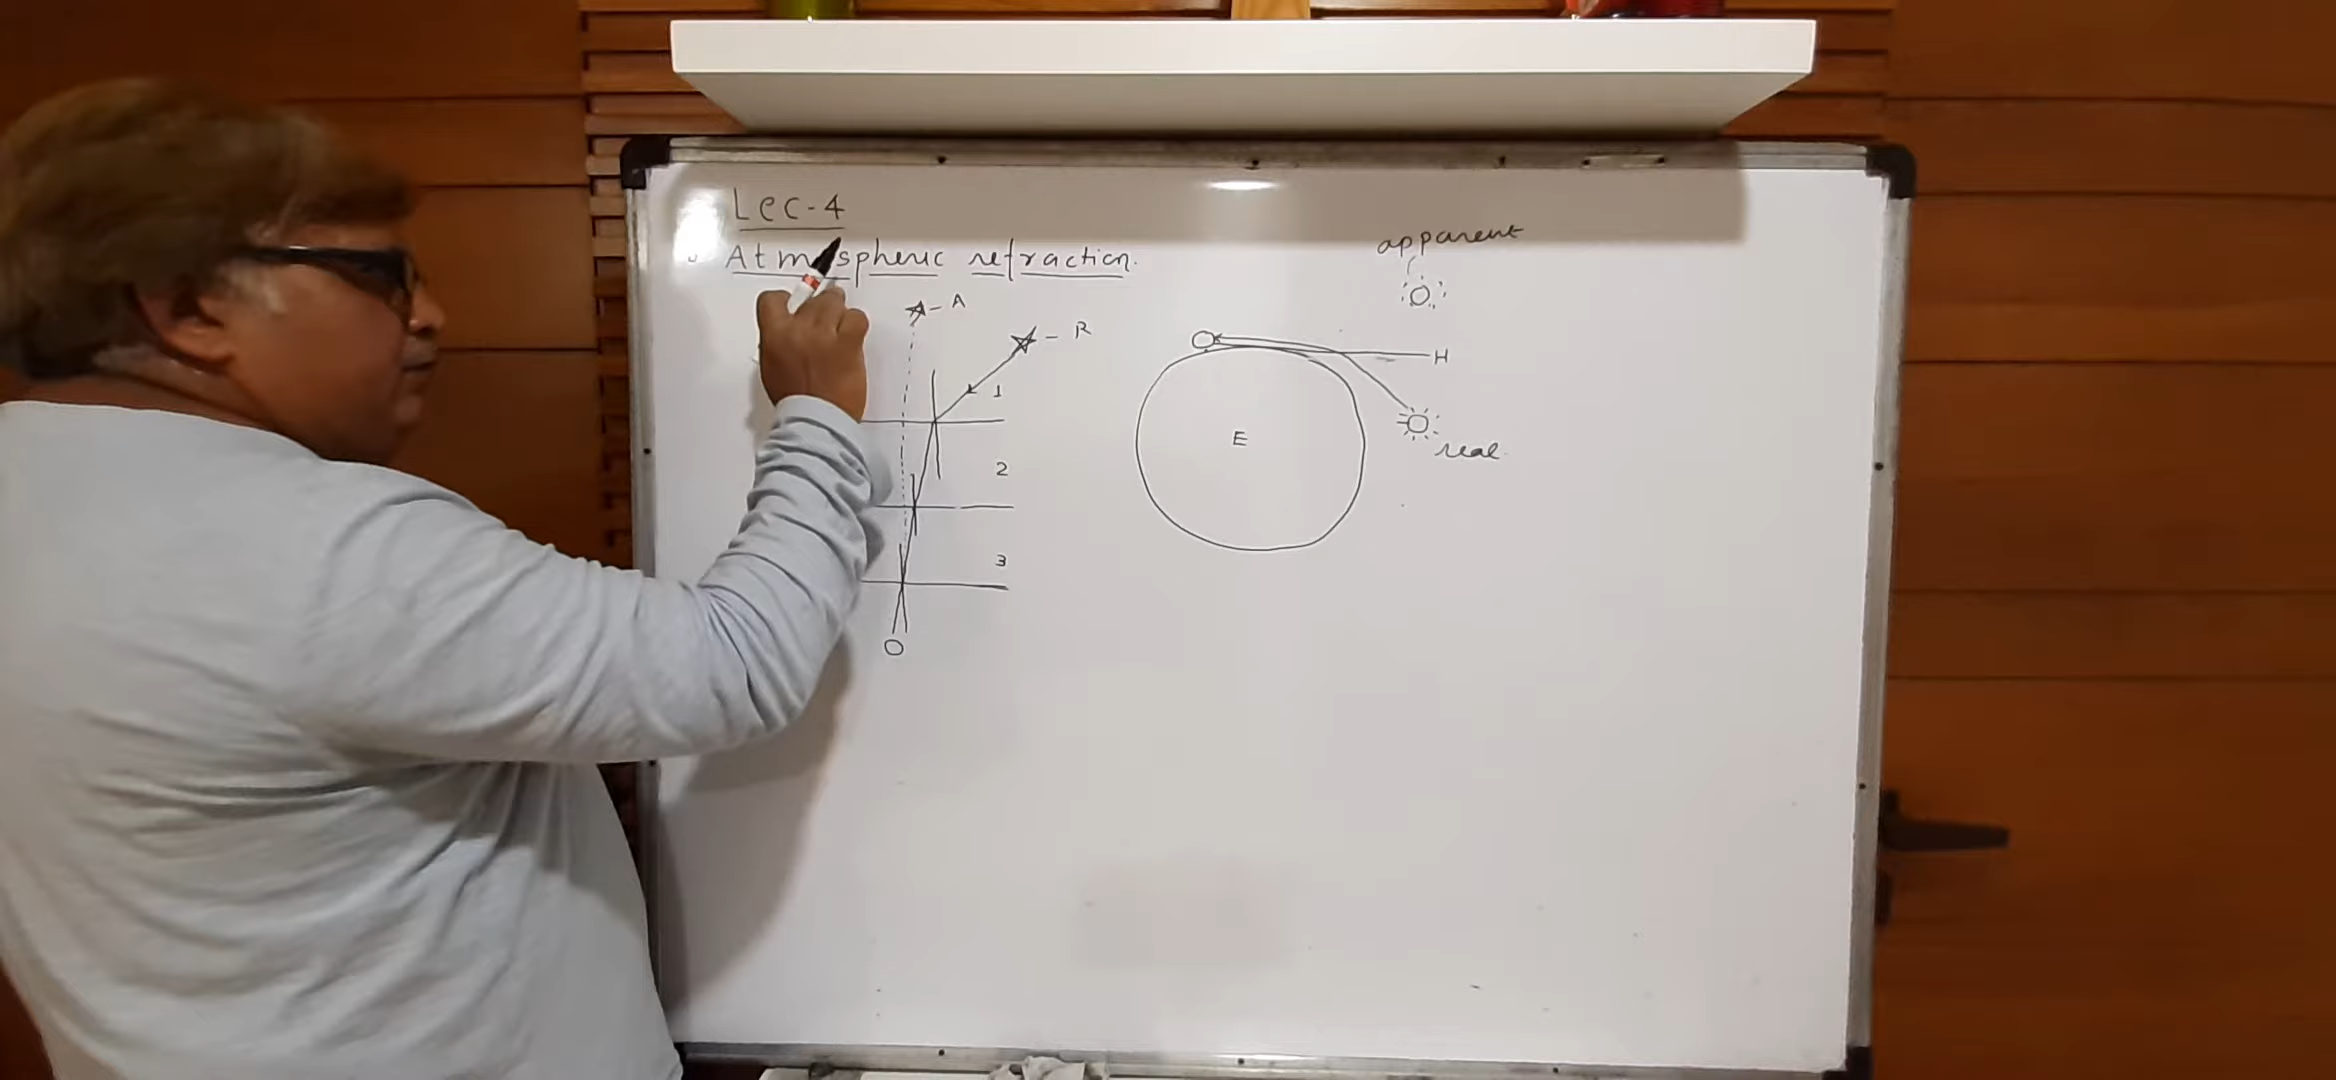 Lec-4
Atmospheric refraction.
A
R
1
2
3
O
apparent
H
E
real.